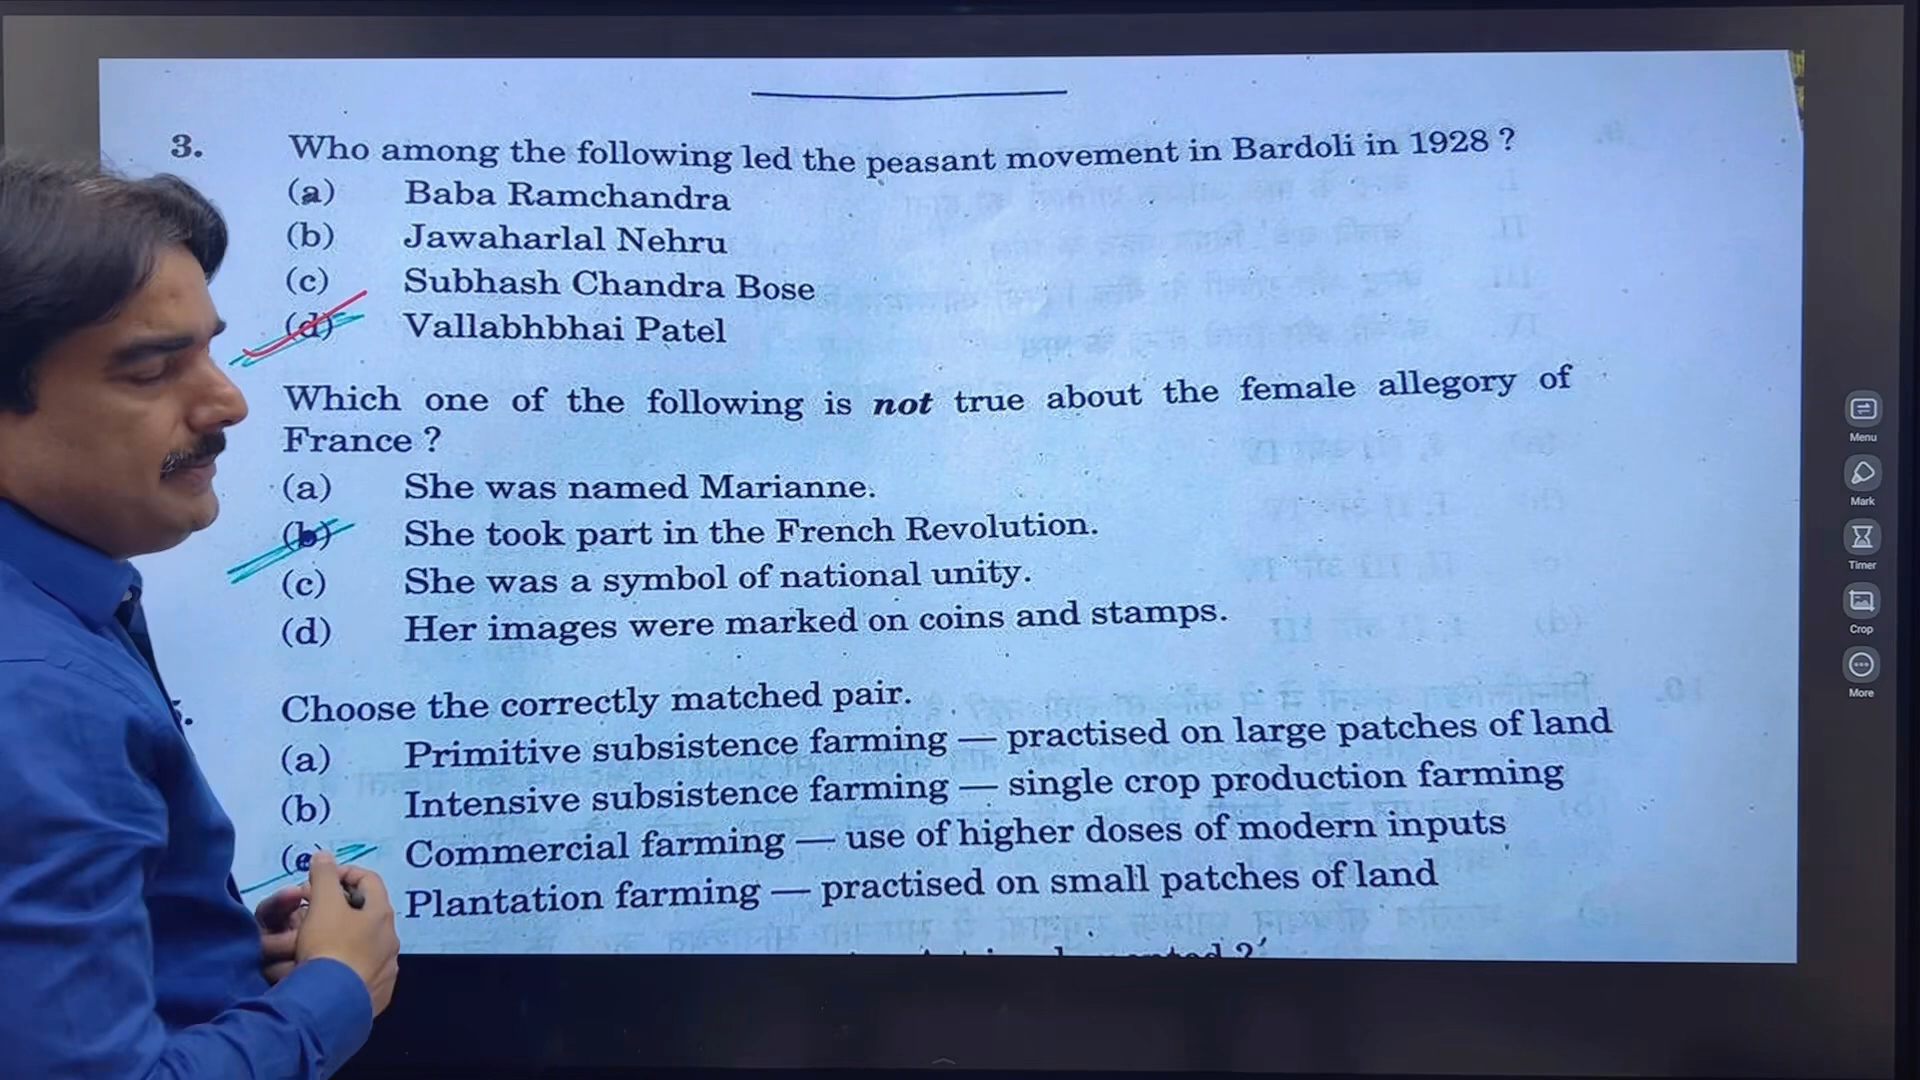 3. Who among the following led the peasant movement in Bardoli in 1928 ?
(a) Baba Ramchandra
(b) Jawaharlal Nehru
(c) Subhash Chandra Bose
(d) Vallabhbhai Patel
Which one of the following is not true about the female allegory of
France ?
(a) She was named Marianne.
(b) She took part in the French Revolution.
(c) She was a symbol of national unity.
(d) Her images were marked on coins and stamps.
Choose the correctly matched pair.
(a) Primitive subsistence farming — practised on large patches of land
(b) Intensive subsistence farming — single crop production farming
(c) Commercial farming — use of higher doses of modern inputs
Plantation farming — practised on small patches of land
Menu
Mark
Timer
Crop
More